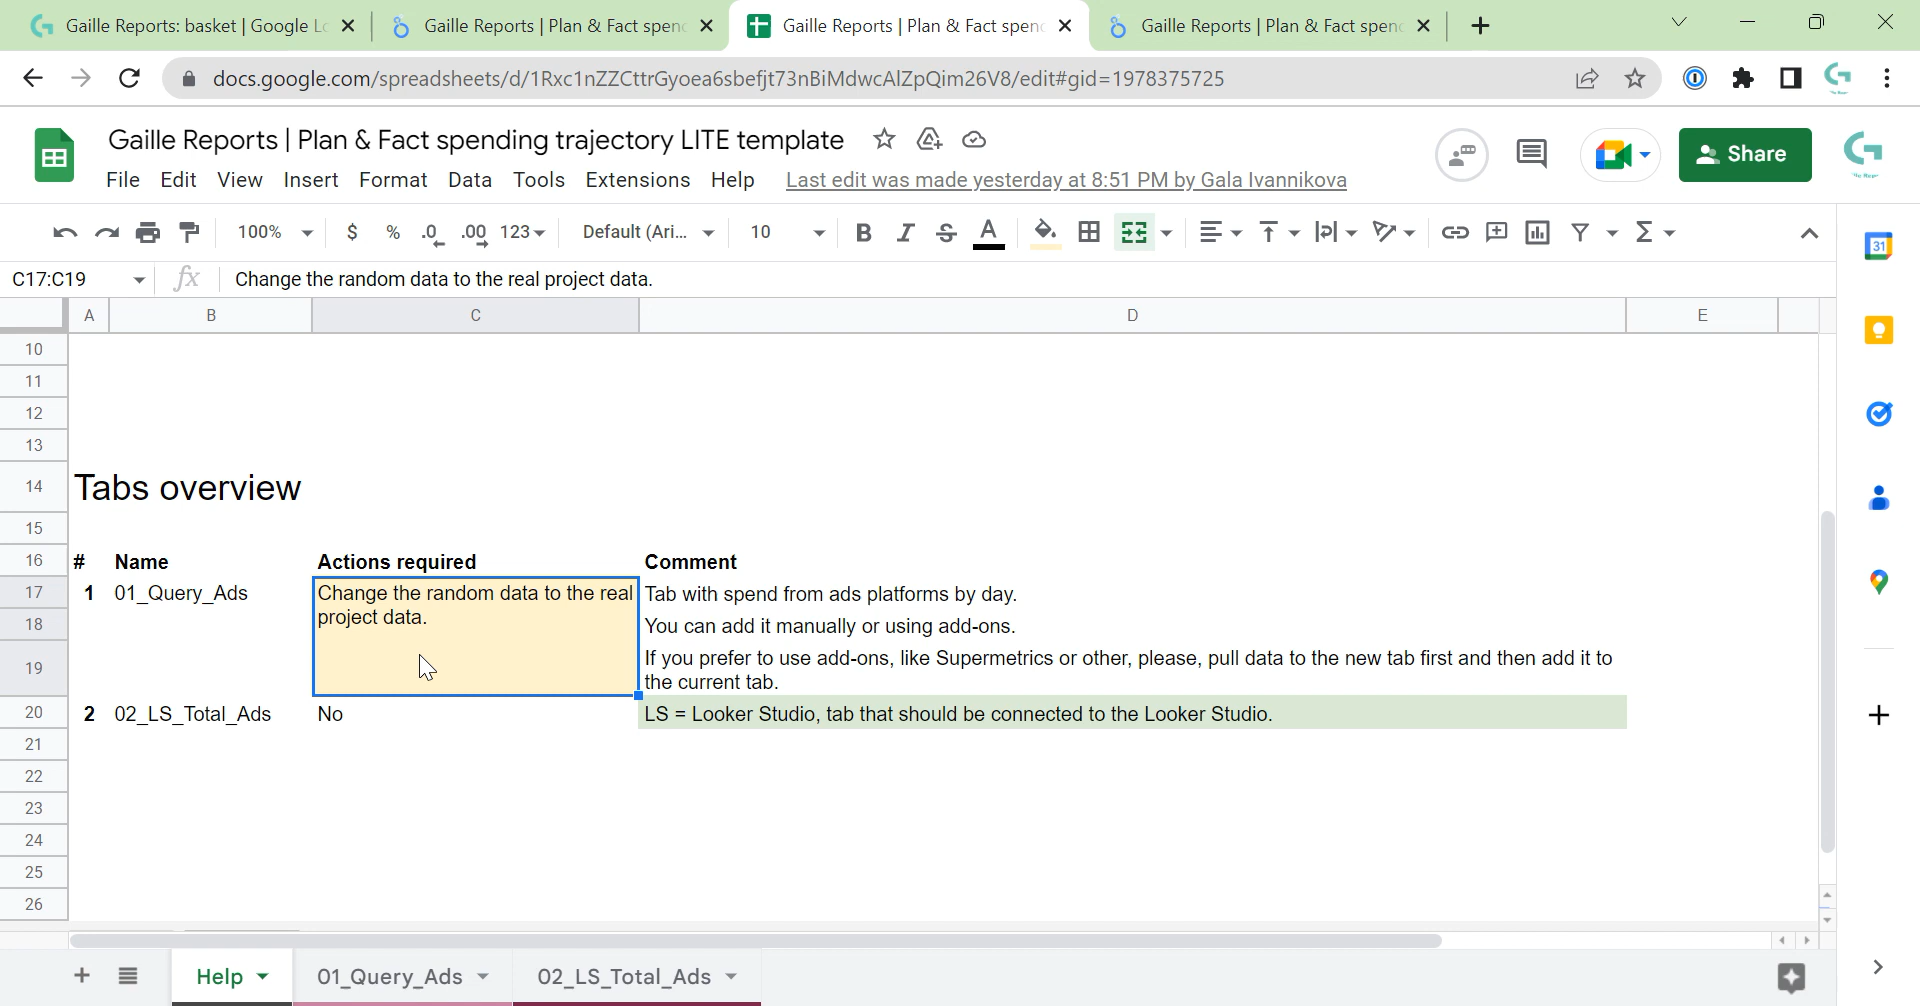 Gaille Reports: basket | Google L
Gaille Reports | Plan & Fact spen
Gaille Reports | Plan & Fact spen
Gaille Reports | Plan & Fact spen
docs.google.com/spreadsheets/d/1Rxc1nZZCttrGyoea6sbefjt73nBiMdwcAlZpQim26V8/edit#gid=1978375725
Gaille Reports | Plan & Fact spending trajectory LITE template
Share
File Edit View Insert Format Data Tools Extensions Help Last edit was made yesterday at 8:51 PM by Gala Ivannikova
100% $ % .0 .00 123 Default (Ari... 10 B I S A Σ
31
C17:C19 fx Change the random data to the real project data.
A B C D E
10
11
12
13
14 Tabs overview
15
16 # Name Actions required Comment
17 1 01_Query_Ads Change the random data to the real Tab with spend from ads platforms by day.
project data.
18 You can add it manually or using add-ons.
19 If you prefer to use add-ons, like Supermetrics or other, please, pull data to the new tab first and then add it to
the current tab.
20 2 02_LS_Total_Ads No LS = Looker Studio, tab that should be connected to the Looker Studio.
21
22
23
24
25
26
Help 01_Query_Ads 02_LS_Total_Ads